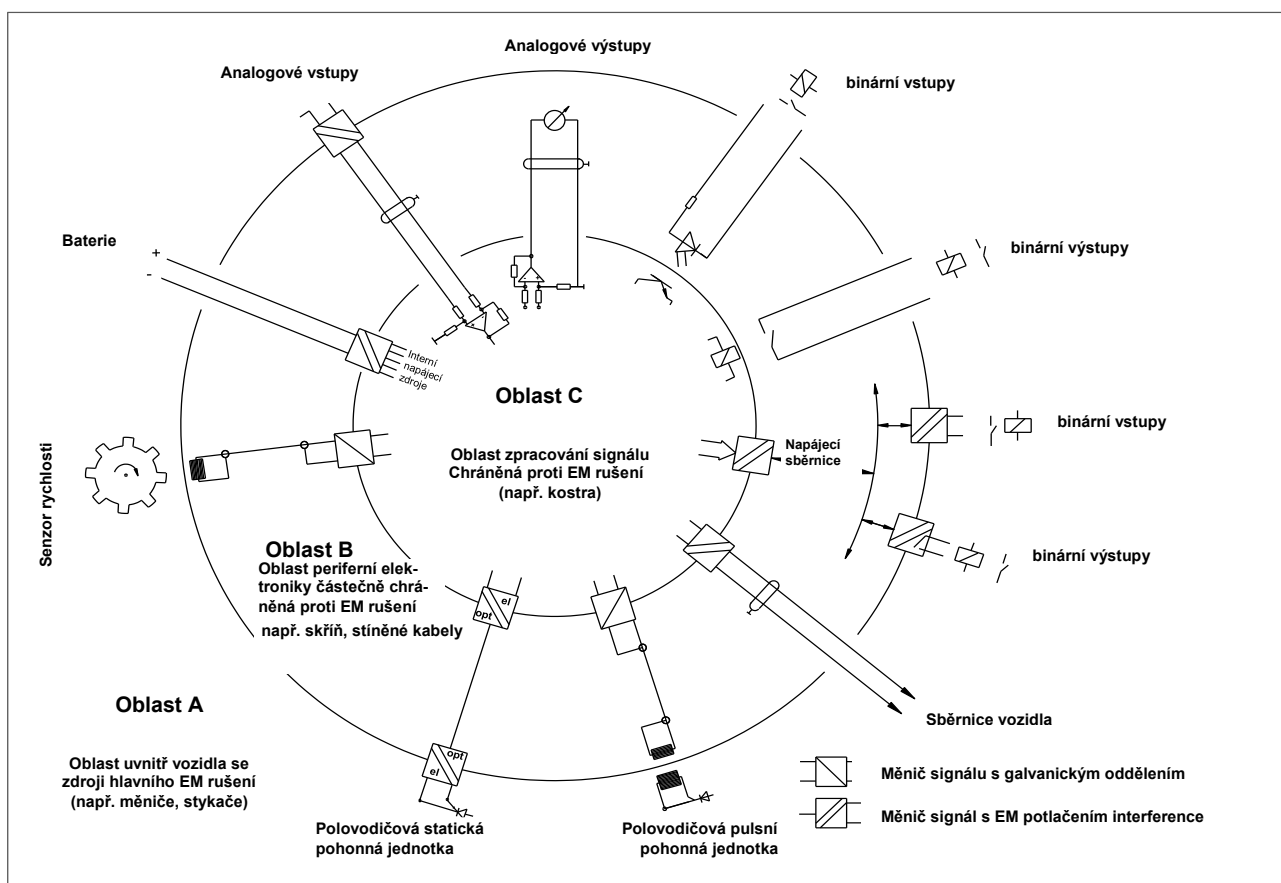 Analogové výstupy
Analogové vstupy
binární vstupy
Baterie
+
-
binární výstupy
Interní
napájecí
zdroje
Oblast C
binární vstupy
Senzor rychlosti
Oblast zpracování signálu
Chráněná proti EM rušení
(např. kostra)
Napájecí
sběrnice
Oblast B
Oblast periferní elek-
troniky částečně chrá-
něná proti EM rušení
např. skříň, stíněné kabely
binární výstupy
el
opt
Oblast A
Sběrnice vozidla
Oblast uvnitř vozidla se
zdroji hlavního EM rušení
(např. měniče, stykače)
opt
el
Měnič signálu s galvanickým oddělením
Měnič signál s EM potlačením interference
Polovodičová statická
pohonná jednotka
Polovodičová pulsní
pohonná jednotka